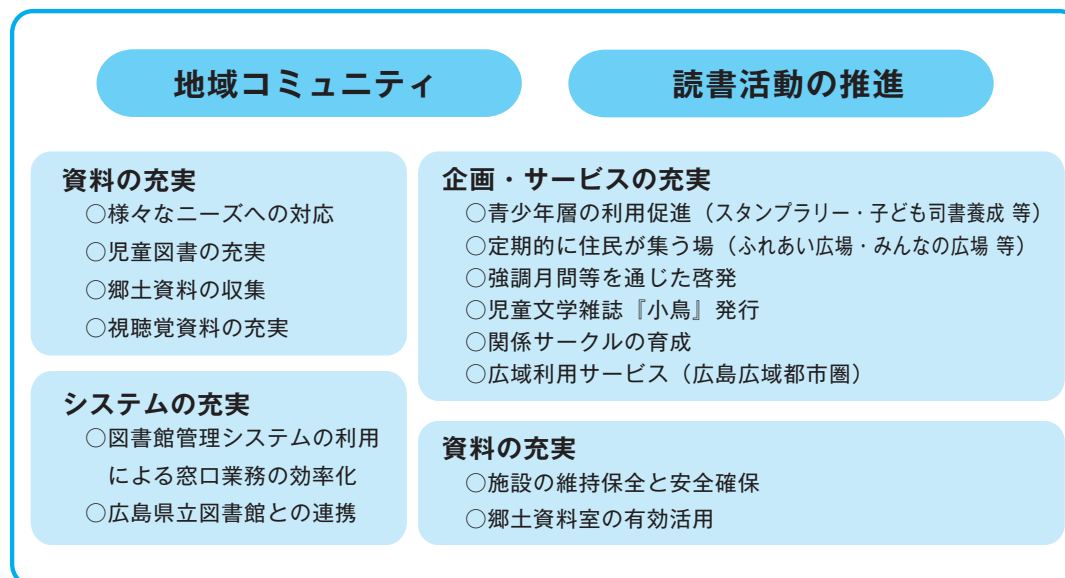 地域コミュニティ
読書活動の推進
資料の充実
○様々なニーズへの対応
○児童図書の充実
○郷土資料の収集
○視聴覚資料の充実
システムの充実
○図書館管理システムの利用
による窓口業務の効率化
○広島県立図書館との連携
企画・サービスの充実
○青少年層の利用促進（スタンプラリー・子ども司書養成 等）
○定期的に住民が集う場（ふれあい広場・みんなの広場 等）
○強調月間等を通じた啓発
○児童文学雑誌『小鳥』発行
○関係サークルの育成
○広域利用サービス（広島広域都市圏）
資料の充実
○施設の維持保全と安全確保
○郷土資料室の有効活用